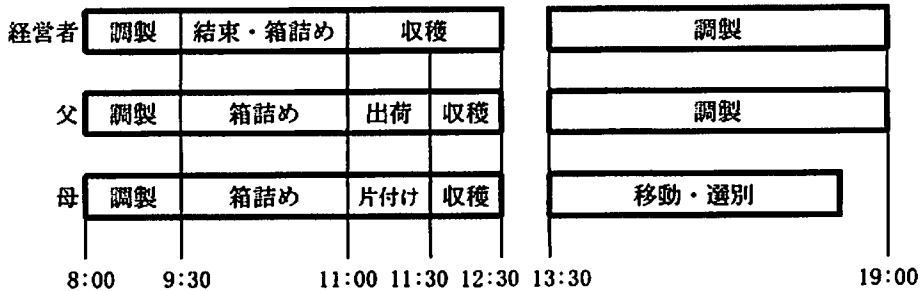 経営者 調製 結束・箱詰め 収穫 調製
父 調製 箱詰め 出荷 収穫 調製
母 調製 箱詰め 片付け 収穫 移動・選別
8:00 9:30 11:00 11:30 12:30 13:30 19:00